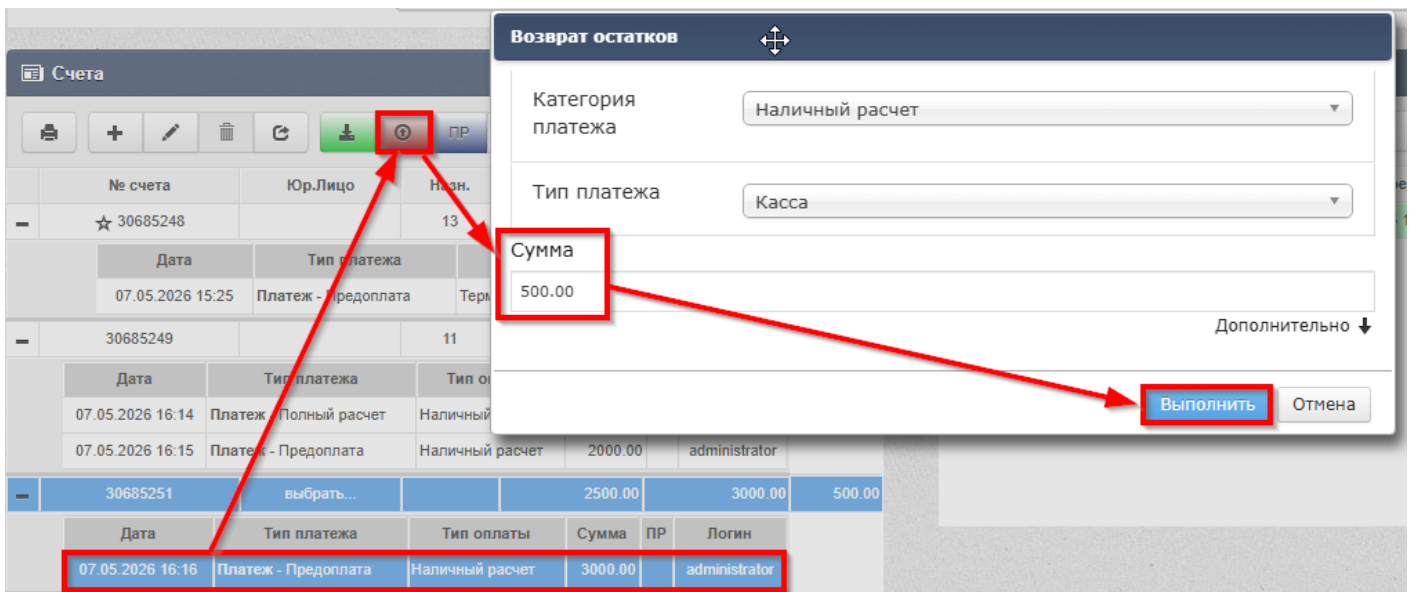 Возврат остатков
Счета
Категория
платежа
Наличный расчет
ПР
Тип платежа
Касса
№ счета Юр.Лицо Назн.
30685248 13
Сумма
500.00
Дата Тип платежа
07.05.2026 15:25 Платеж - Предоплата
Дополнительно
30685249 11
Дата Тип платежа
07.05.2026 16:14 Платеж - Полный расчет Наличный
Выполнить Отмена
07.05.2026 16:15 Платеж - Предоплата Наличный расчет 2000.00 administrator
30685251 выбрать... 2500.00 3000.00 500.00
Дата Тип платежа Тип оплаты Сумма ПР Логин
07.05.2026 16:16 Платеж - Предоплата Наличный расчет 3000.00 administrator